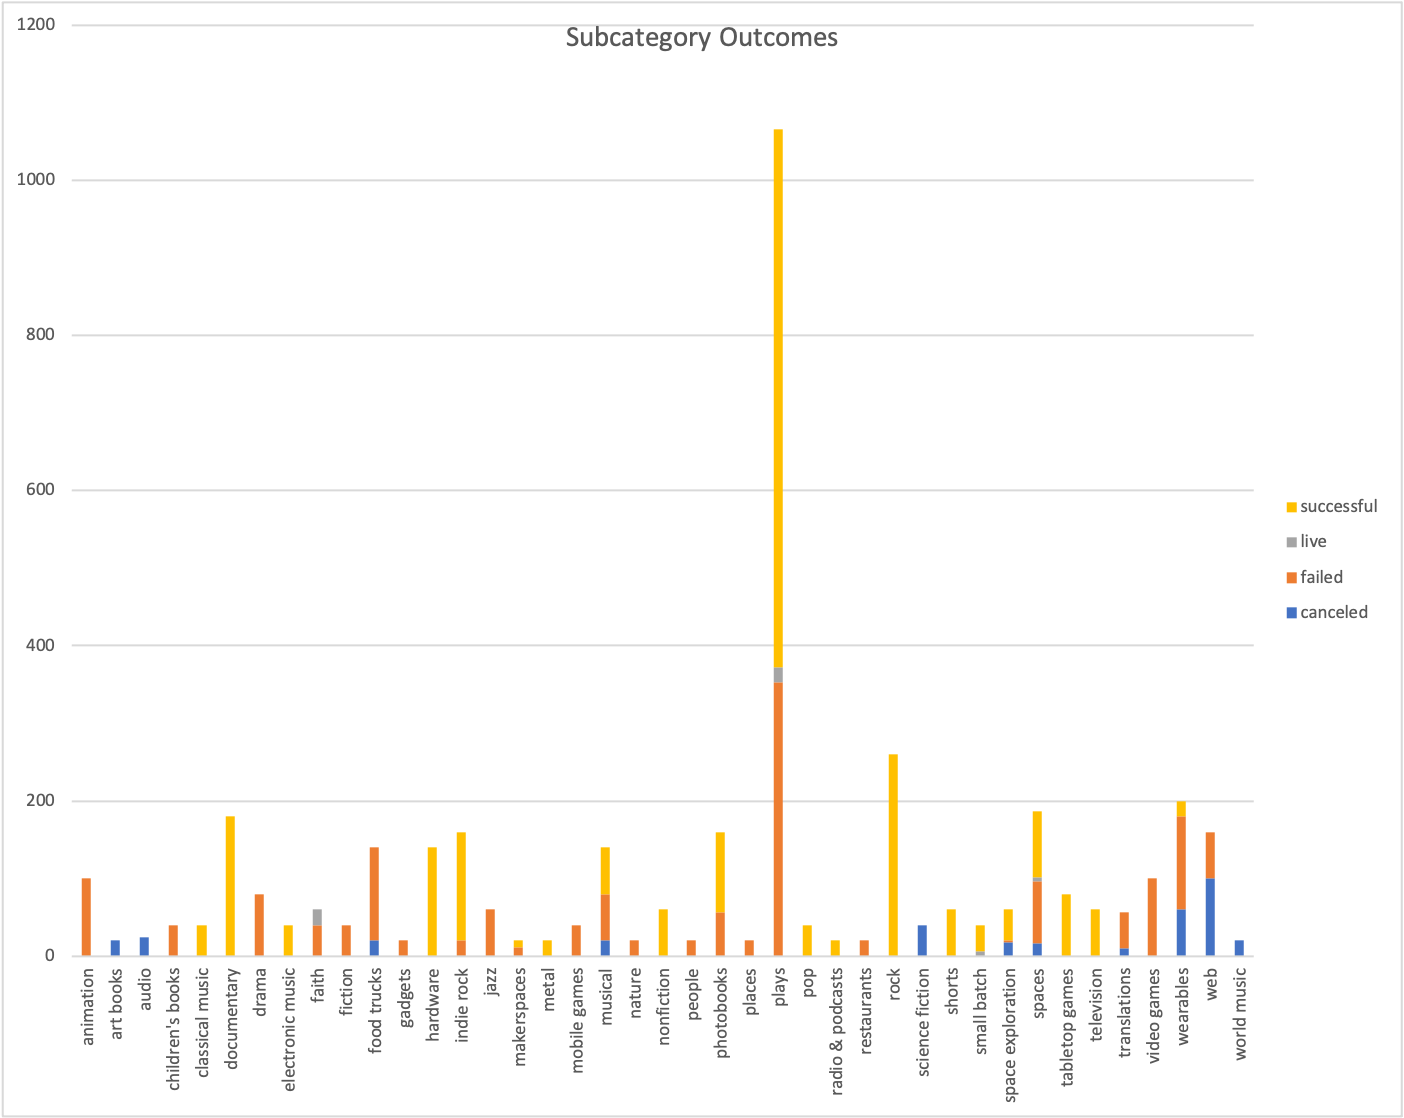 Subcategory Outcomes
1200
1000
800
600
400
200
0
animation
art books
audio
children's books
classical music
documentary
drama
electronic music
faith
fiction
food trucks
gadgets
hardware
indie rock
jazz
makerspaces
metal
mobile games
musical
nature
nonfiction
people
photobooks
places
plays
pop
radio & podcasts
restaurants
rock
science fiction
shorts
small batch
space exploration
spaces
tabletop games
television
translations
video games
wearables
web
world music
successful
live
failed
canceled